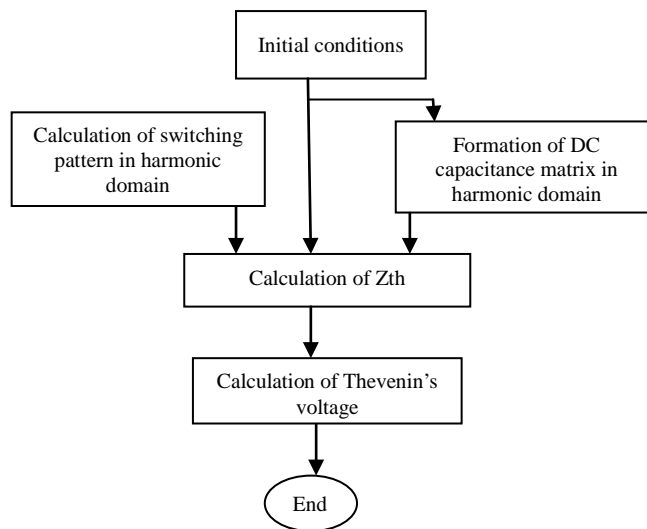 Initial conditions
Calculation of switching
pattern in harmonic
domain
Formation of DC
capacitance matrix in
harmonic domain
Calculation of Zth
Calculation of Thevenin's
voltage
End